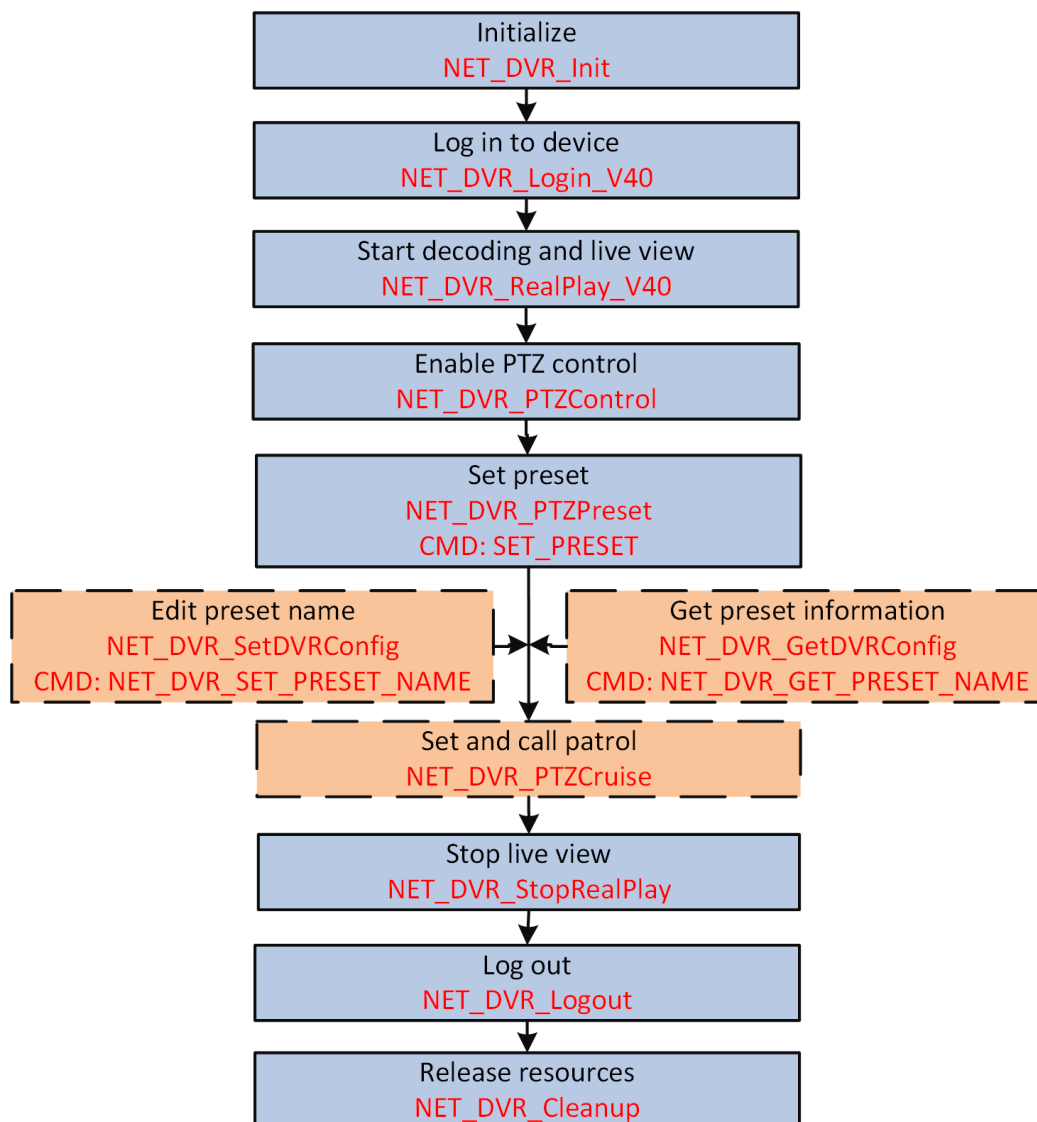 Initialize
NET_DVR_Init
Log in to device
NET_DVR_Login_V40
Start decoding and live view
NET_DVR_RealPlay_V40
Enable PTZ control
NET_DVR_PTZControl
Set preset
NET_DVR_PTZPreset
CMD: SET_PRESET
Edit preset name
NET_DVR_SetDVRConfig
CMD: NET_DVR_SET_PRESET_NAME
Get preset information
NET_DVR_GetDVRConfig
CMD: NET_DVR_GET_PRESET_NAME
Set and call patrol
NET_DVR_PTZCruise
Stop live view
NET_DVR_StopRealPlay
Log out
NET_DVR_Logout
Release resources
NET_DVR_Cleanup